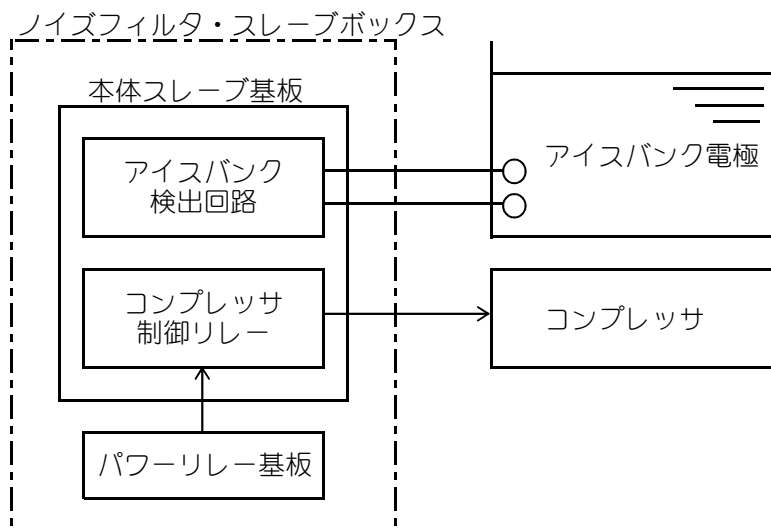 ノイズフィルタ・スレーブボックス
本体スレーブ基板
アイスバンク
検出回路
アイスバンク電極
コンプレッサ
制御リレー
コンプレッサ
パワーリレー基板